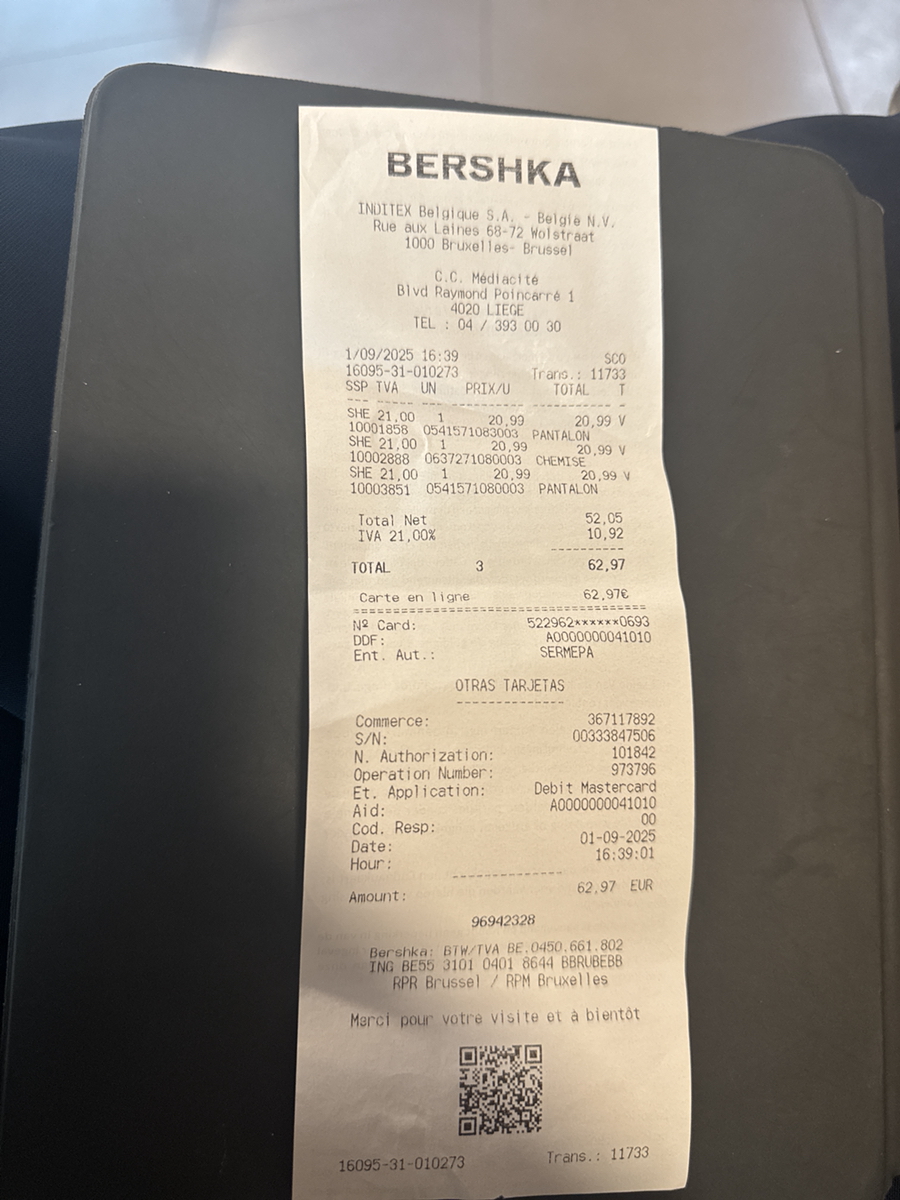 BERSHKA
INDITEX Belgique S.A. - Belgie N.V.
Rue aux Laines 68-72 Wolstraat
1000 Bruxelles- Brussel
C.C. Médiacité
Blvd Raymond Poincarré 1
4020 LIEGE
TEL : 04 / 393 00 30
1/09/2025 16:39 SCO
16095-31-010273 Trans.: 11733
SSP TVA UN PRIX/U TOTAL T
--- ----- -- ------- ---------- -
SHE 21,00 1 20,99 20,99 V
10001858 0541571083003 PANTALON
SHE 21,00 1 20,99 20,99 V
10002888 0637271080003 CHEMISE
SHE 21,00 1 20,99 20,99 V
10003851 0541571080003 PANTALON
Total Net 52,05
IVA 21,00% 10,92
----------
TOTAL 3 62,97
Carte en ligne 62,97€
========================================
Nº Card: 522962******0693
DDF: A0000000041010
Ent. Aut.: SERMEPA
OTRAS TARJETAS
--------------
Commerce: 367117892
S/N: 00333847506
N. Authorization: 101842
Operation Number: 973796
Et. Application: Debit Mastercard
Aid: A0000000041010
Cod. Resp: 00
Date: 01-09-2025
Hour: 16:39:01
--------------
Amount: 62,97 EUR
96942328
Bershka: BTW/TVA BE.0450.661.802
ING BE55 3101 0401 8644 BBRUBEBB
RPR Brussel / RPM Bruxelles
Merci pour votre visite et à bientôt
16095-31-010273 Trans.: 11733